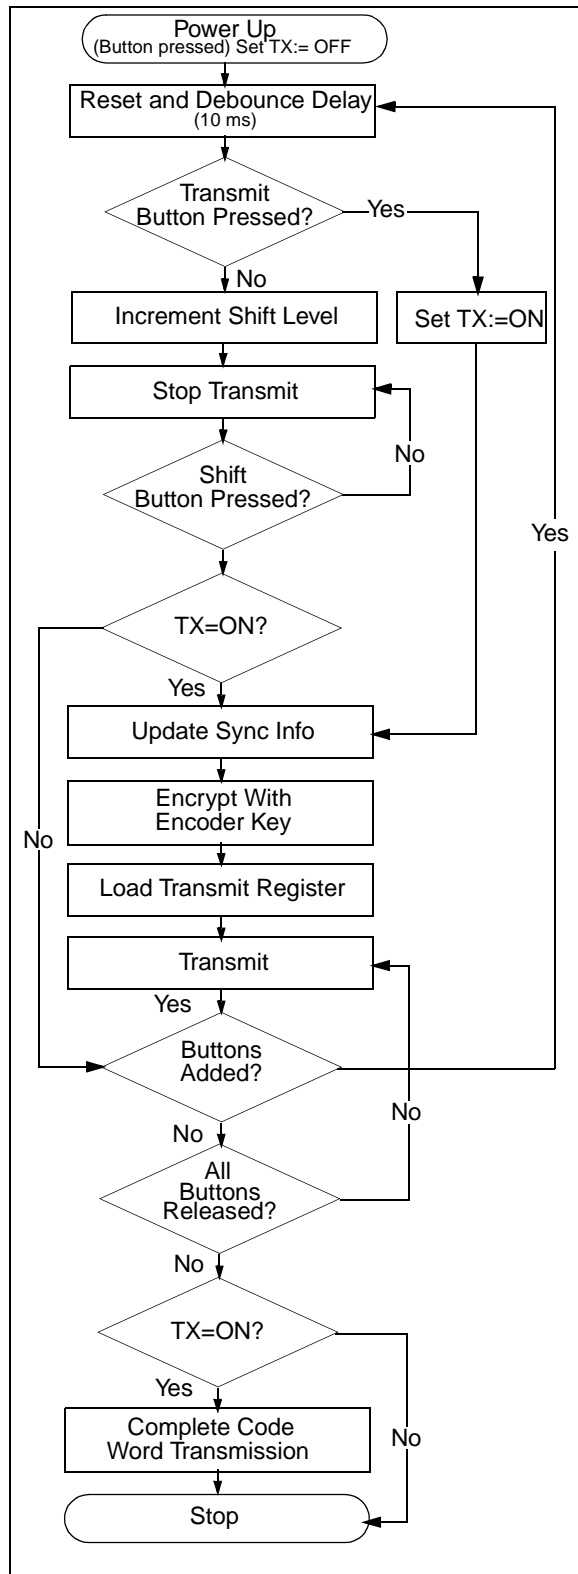 Power Up
(Button pressed) Set TX:= OFF
Reset and Debounce Delay
(10 ms)
Transmit
Button Pressed?
Yes
No
Increment Shift Level
Set TX:=ON
Stop Transmit
No
Shift
Button Pressed?
Yes
TX=ON?
Yes
Update Sync Info
Encrypt With
Encoder Key
No
Load Transmit Register
Transmit
Yes
Buttons
Added?
No
No
All
Buttons
Released?
No
TX=ON?
Yes
Complete Code
Word Transmission
No
Stop